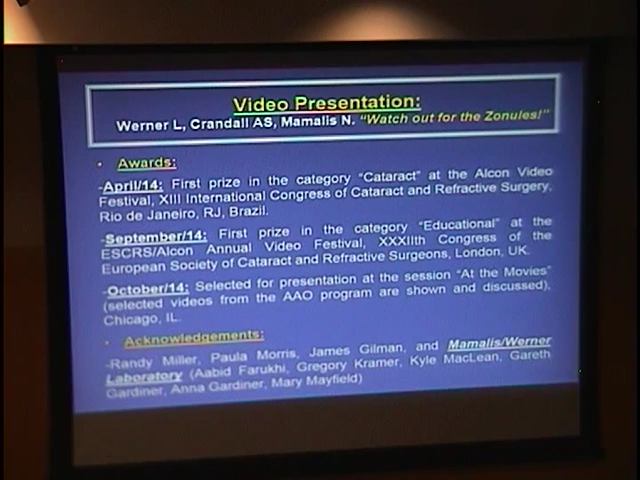 Video Presentation:
Werner L, Crandall AS, Mamalis N. “Watch out for the Zonules!”
• Awards:
-April/14: First prize in the category “Cataract” at the Alcon Video
Festival, XIII International Congress of Cataract and Refractive Surgery,
Rio de Janeiro, RJ, Brazil.
-September/14: First prize in the category “Educational” at the
ESCRS/Alcon Annual Video Festival, XXXIIth Congress of the
European Society of Cataract and Refractive Surgeons, London, UK.
-October/14: Selected for presentation at the session “At the Movies”
(selected videos from the AAO program are shown and discussed),
Chicago, IL.
• Acknowledgements:
-Randy Miller, Paula Morris, James Gilman, and Mamalis/Werner
Laboratory (Aabid Farukhi, Gregory Kramer, Kyle MacLean, Gareth
Gardiner, Anna Gardiner, Mary Mayfield)